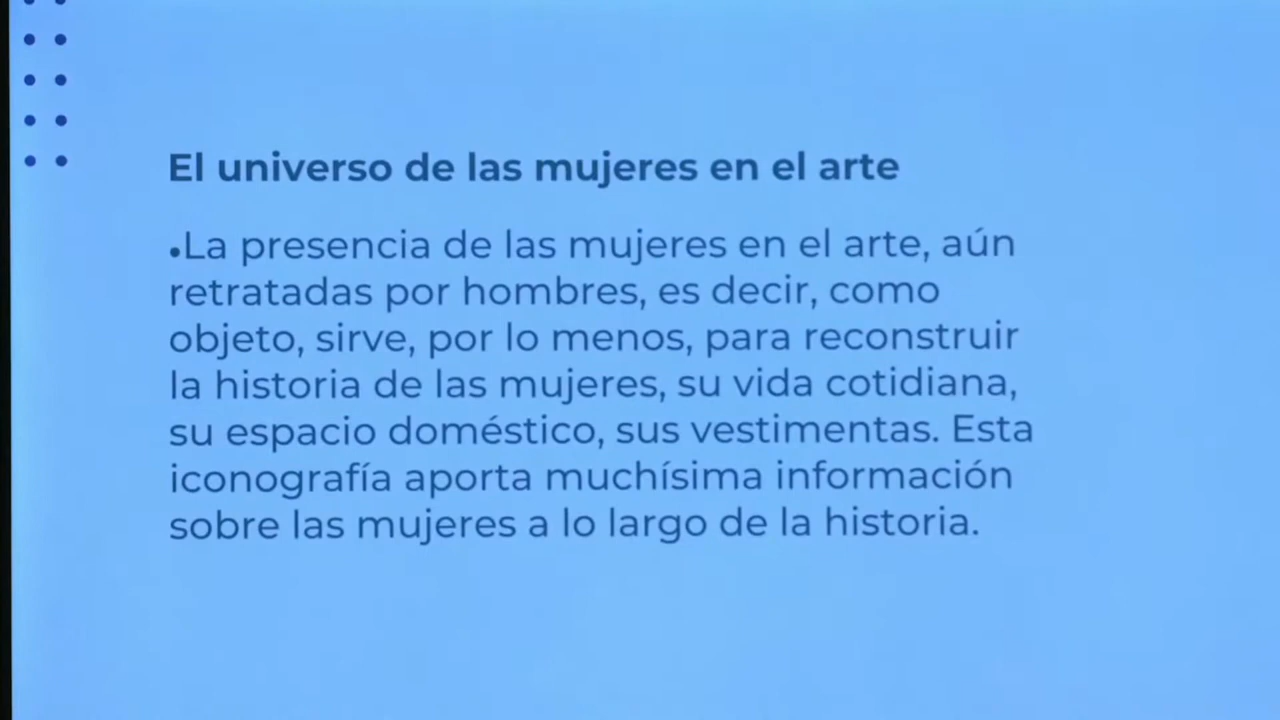 El universo de las mujeres en el arte
•La presencia de las mujeres en el arte, aún
retratadas por hombres, es decir, como
objeto, sirve, por lo menos, para reconstruir
la historia de las mujeres, su vida cotidiana,
su espacio doméstico, sus vestimentas. Esta
iconografía aporta muchísima información
sobre las mujeres a lo largo de la historia.